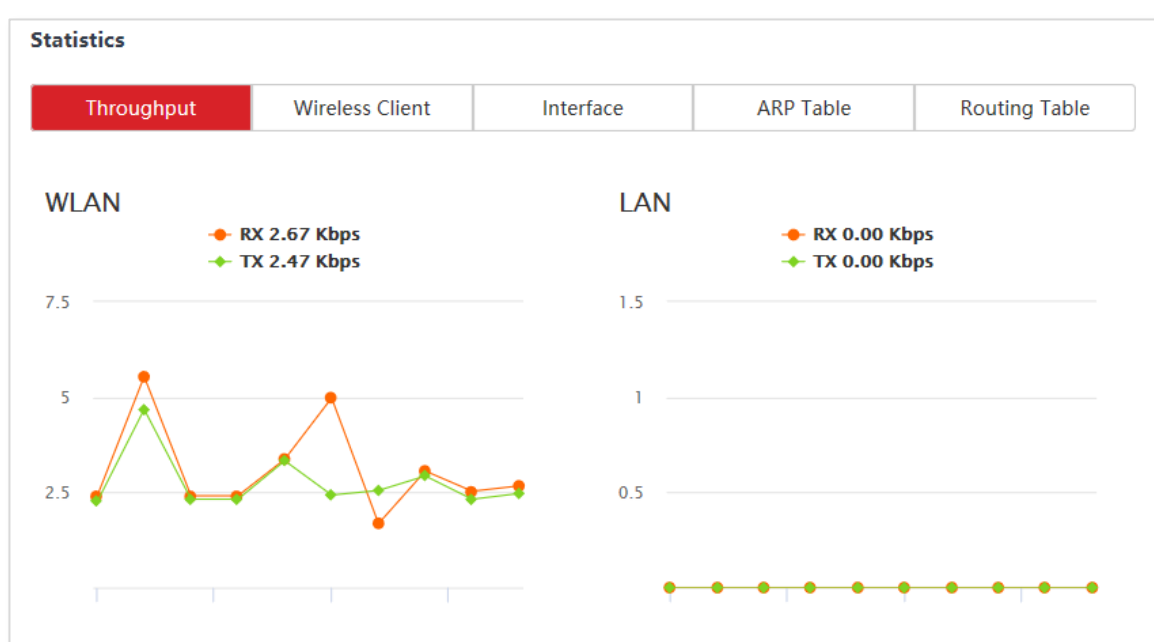 Statistics
Throughput Wireless Client Interface ARP Table Routing Table
WLAN
RX 2.67 Kbps
TX 2.47 Kbps
7.5
5
2.5
LAN
RX 0.00 Kbps
TX 0.00 Kbps
1.5
1
0.5